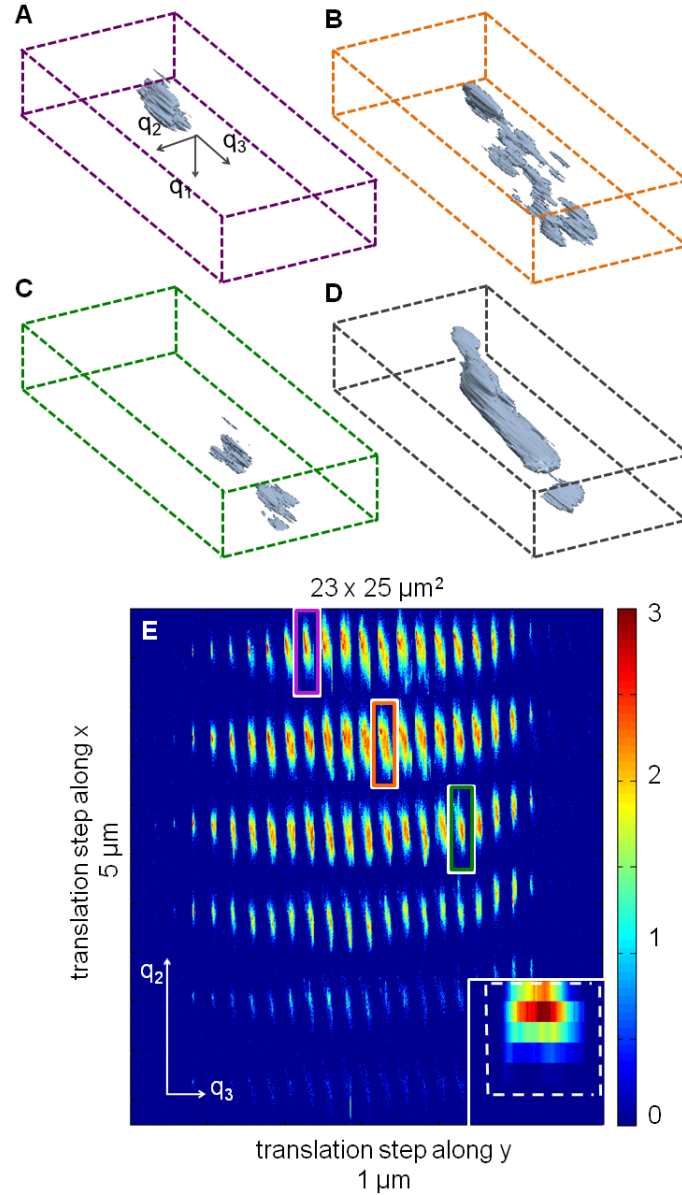 A
B
q₂
q₃
q₁
C
D
23 x 25 μm²
E
3
2
1
0
translation step along x
5 μm
q₂
q₃
translation step along y
1 μm